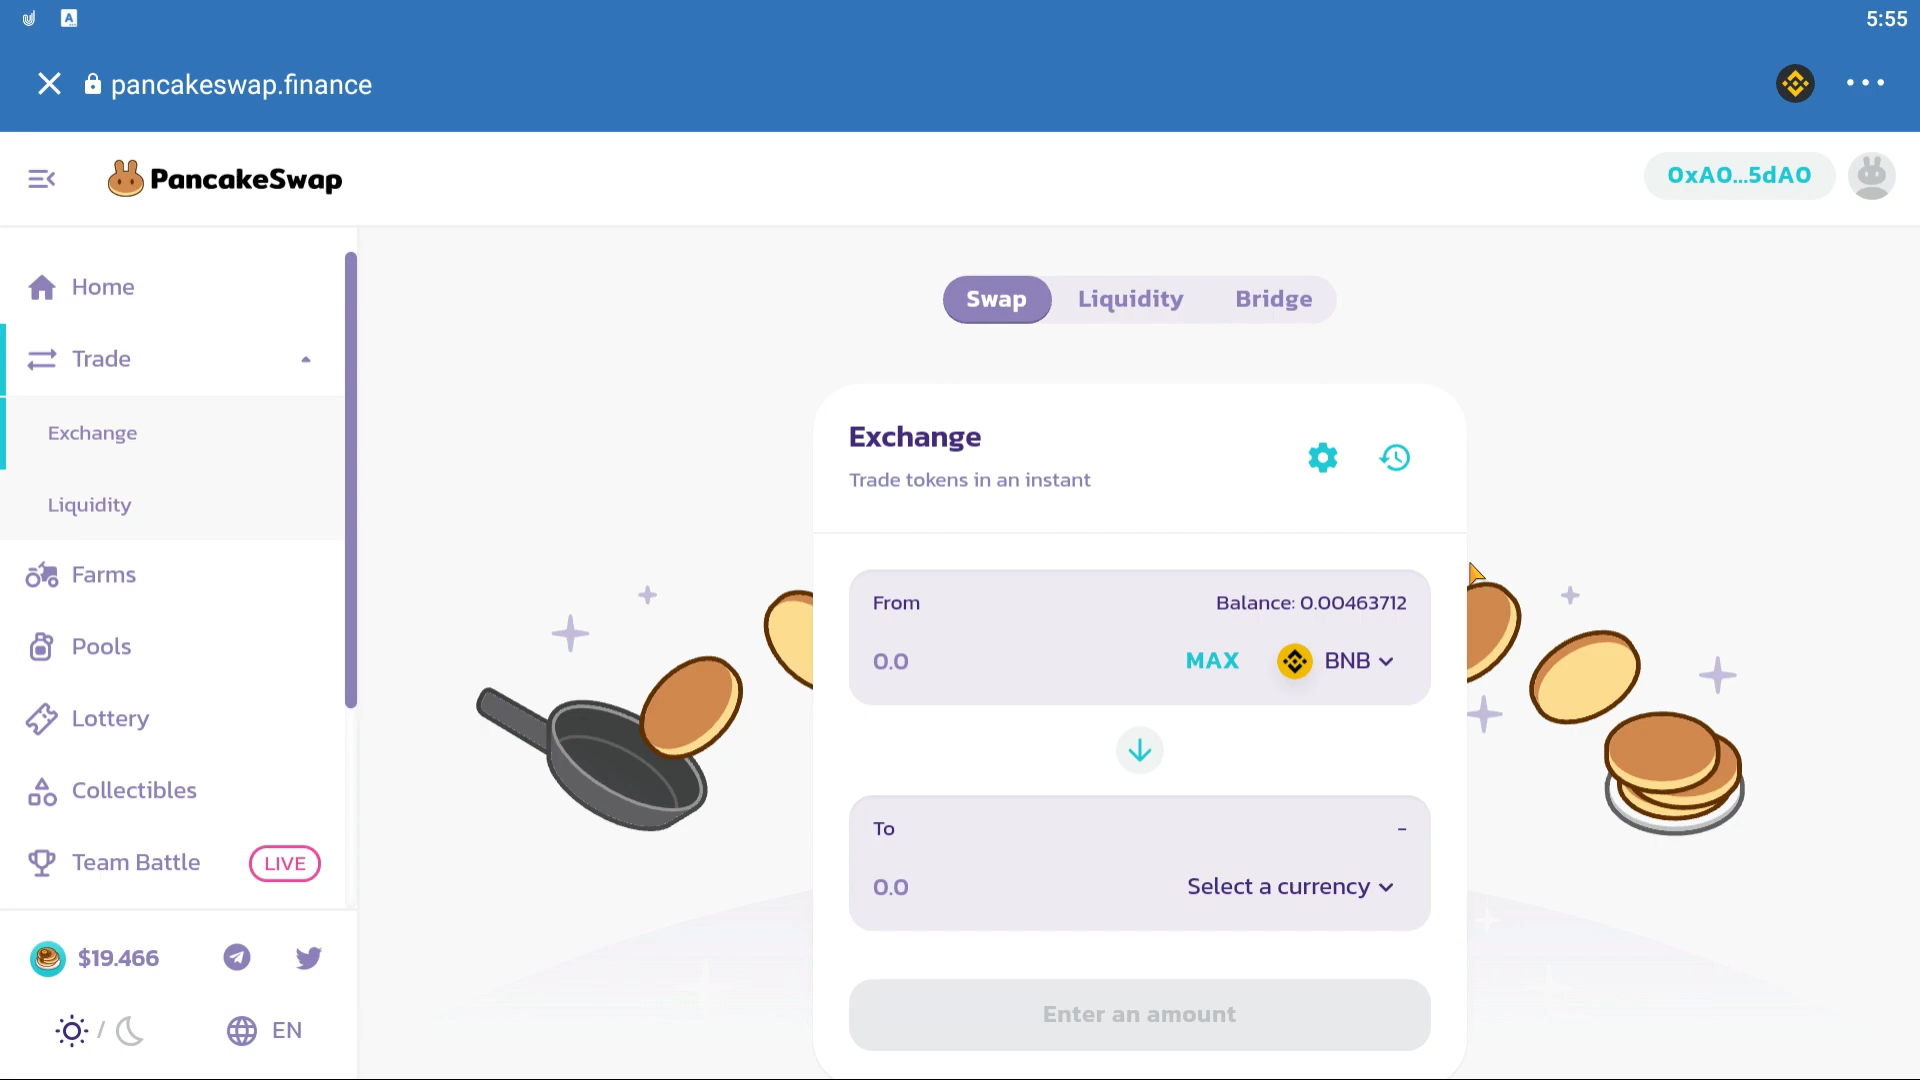 5:55
pancakeswap.finance
PancakeSwap
0xA0...5dA0
Home
Trade
Exchange
Liquidity
Farms
Pools
Lottery
Collectibles
Team Battle
LIVE
$19.466
/
EN
Swap
Liquidity
Bridge
Exchange
Trade tokens in an instant
From
Balance: 0.00463712
0.0
MAX
BNB
To
-
0.0
Select a currency
Enter an amount